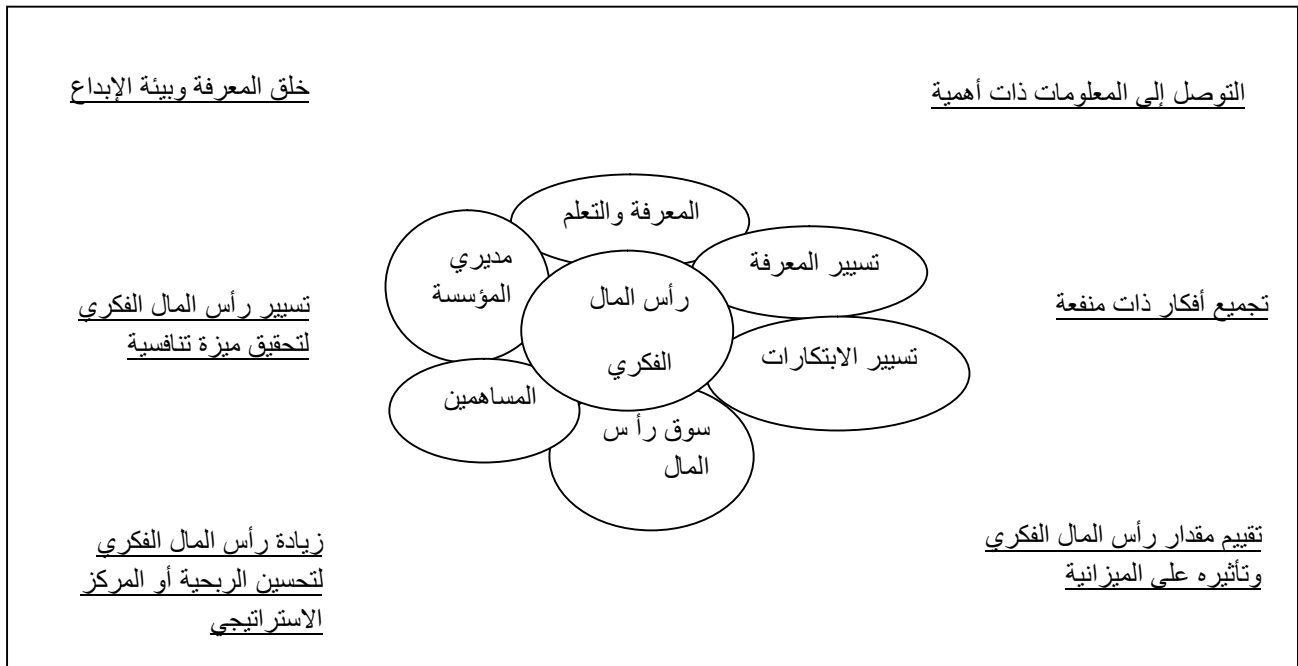 التوصل إلى المعلومات ذات أهمية
خلق المعرفة وبيئة الإبداع
المعرفة والتعلم
تسيير المعرفة
مديري
المؤسسة
رأس المال
الفكري
تجميع أفكار ذات منفعة
تسيير رأس المال الفكري
لتحقيق ميزة تنافسية
تسيير الابتكارات
المساهمين
سوق رأ س
المال
تقييم مقدار رأس المال الفكري
وتأثيره على الميزانية
زيادة رأس المال الفكري
لتحسين الربحية أو المركز
الاستراتيجي